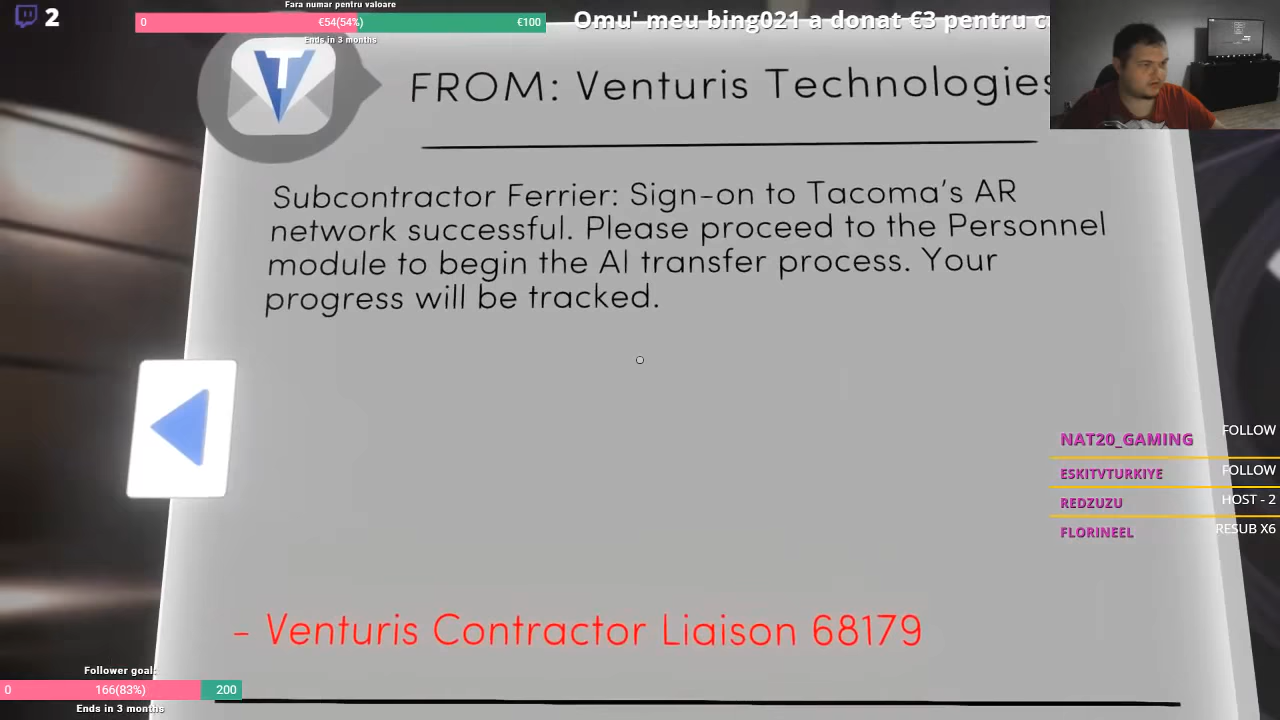 2
Fara numar pentru valoare
0 €54(54%) €100
Ends in 3 months
Omu' meu bing021 a donat €3 pentru
T
FROM: Venturis Technologies
Subcontractor Ferrier: Sign-on to Tacoma's AR
network successful. Please proceed to the Personnel
module to begin the AI transfer process. Your
progress will be tracked.
NAT20_GAMING FOLLOW
ESKITVTURKIYE FOLLOW
REDZUZU HOST - 2
FLORINEEL RESUB X6
- Venturis Contractor Liaison 68179
Follower goal:
0 166(83%) 200
Ends in 3 months